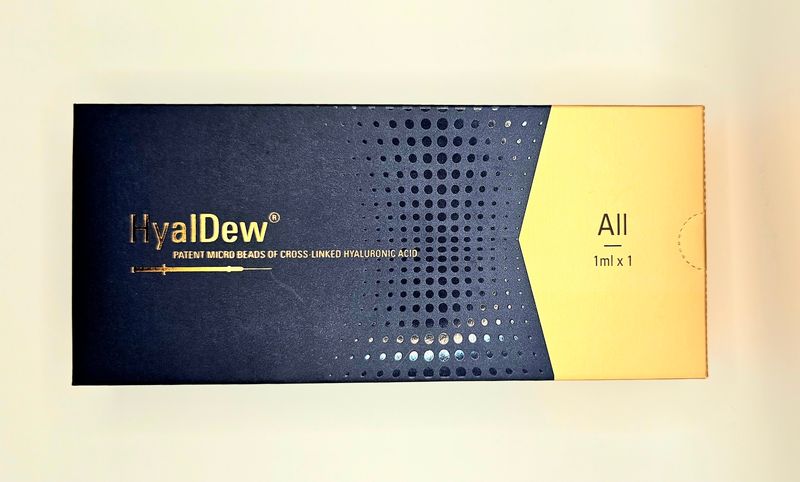 HyalDew®
PATENT MICRO BEADS OF CROSS-LINKED HYALURONIC ACID
All
1ml x 1